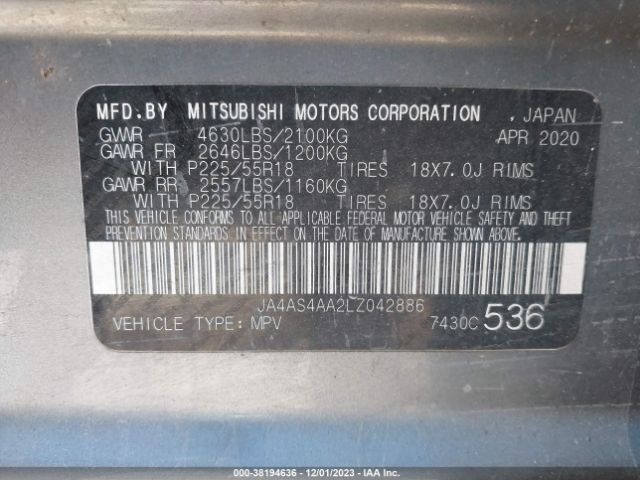 MFD.BY MITSUBISHI MOTORS CORPORATION . JAPAN
GVWR 4630LBS/2100KG APR 2020
GAWR FR 2646LBS/1200KG
WITH P225/55R18 TIRES 18X7.0J RIMS
GAWR RR: 2557LBS/1160KG
WITH P225/55R18 TIRES 18X7.0J RIMS
THIS VEHICLE CONFORMS TO ALL APPLICABLE FEDERAL MOTOR VEHICLE SAFETY AND THEFT
PREVENTION STANDARDS IN EFFECT ON THE DATE OF MANUFACTURE SHOWN ABOVE.
JA4AS4AA2LZ042886
VEHICLE TYPE: MPV 7430C 536
000-38194636 - 12/01/2023 - IAA Inc.